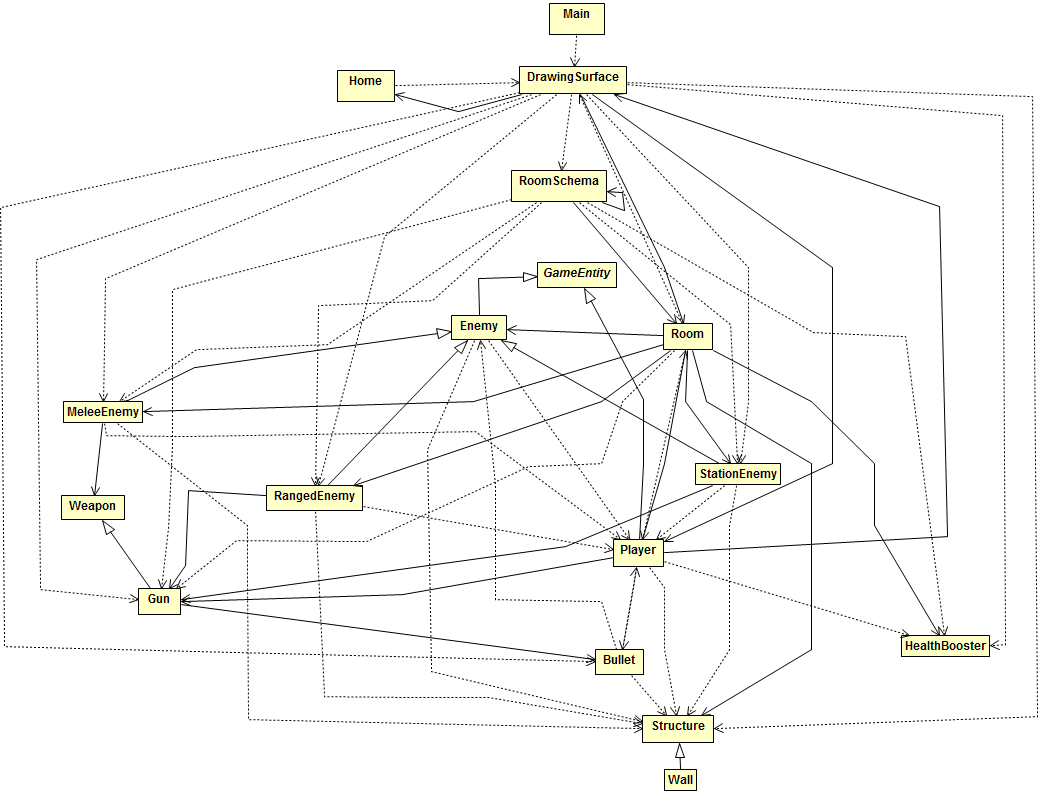 Main
DrawingSurface
Home
RoomSchema
GameEntity
Enemy
Room
MeleeEnemy
StationEnemy
RangedEnemy
Weapon
Player
Gun
HealthBooster
Bullet
Structure
Wall